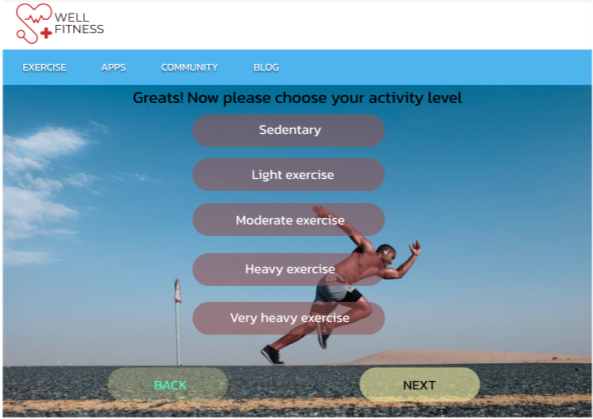 WELL
FITNESS
EXERCISE APPS COMMUNITY BLOG
Greats! Now please choose your activity level
Sedentary
Light exercise
Moderate exercise
Heavy exercise
Very heavy exercise
BACK NEXT